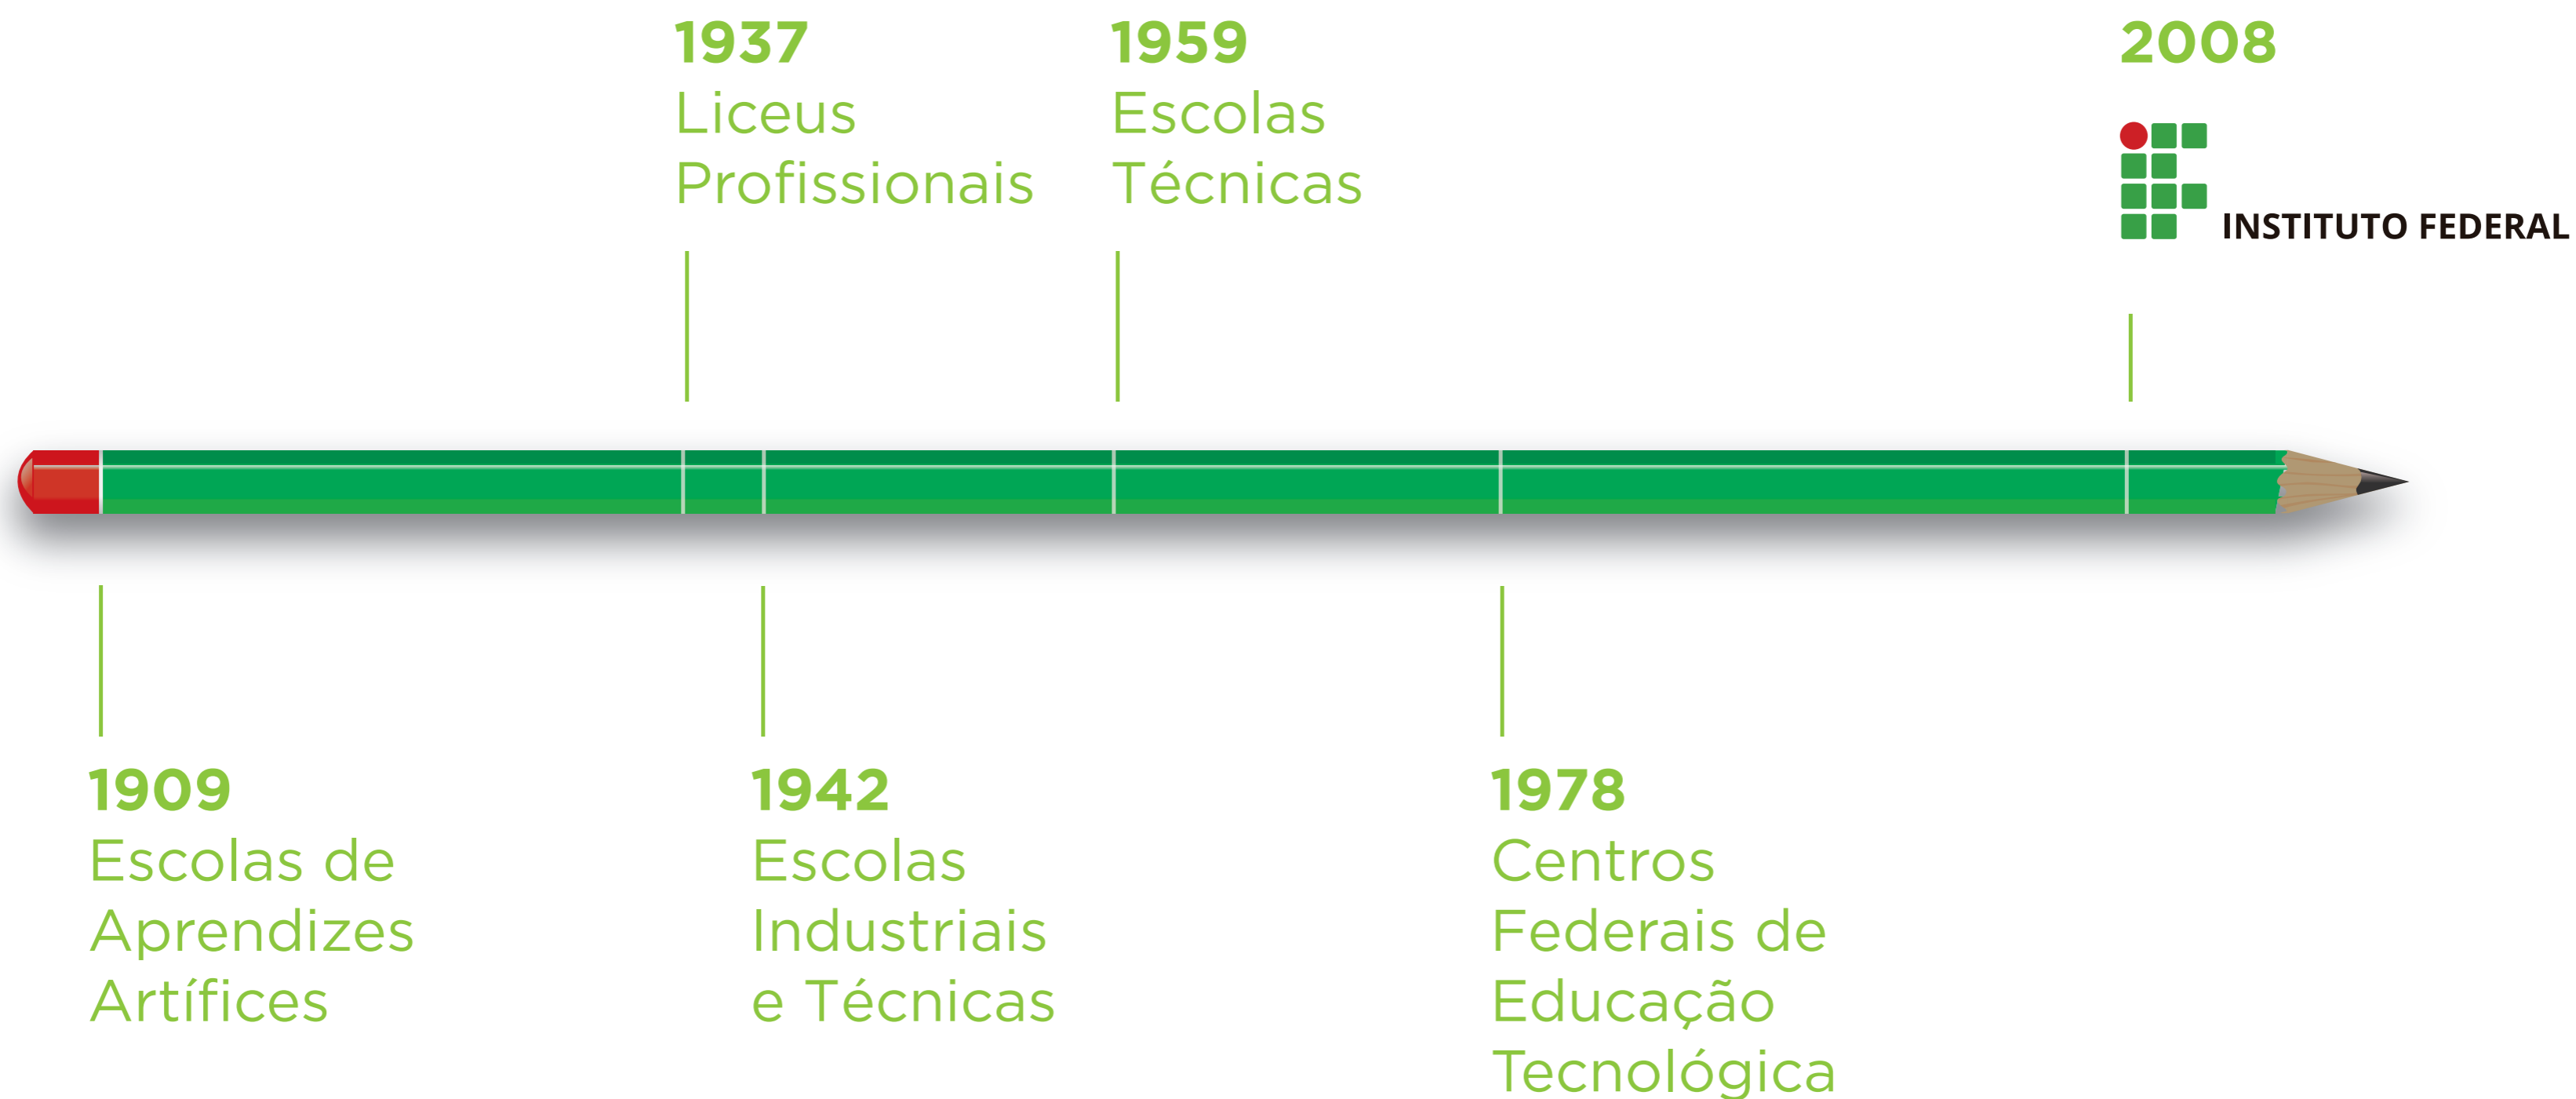 1937
Liceus
Profissionais
1959
Escolas
Técnicas
2008
INSTITUTO FEDERAL
1909
Escolas de
Aprendizes
Artífices
1942
Escolas
Industriais
e Técnicas
1978
Centros
Federais de
Educação
Tecnológica